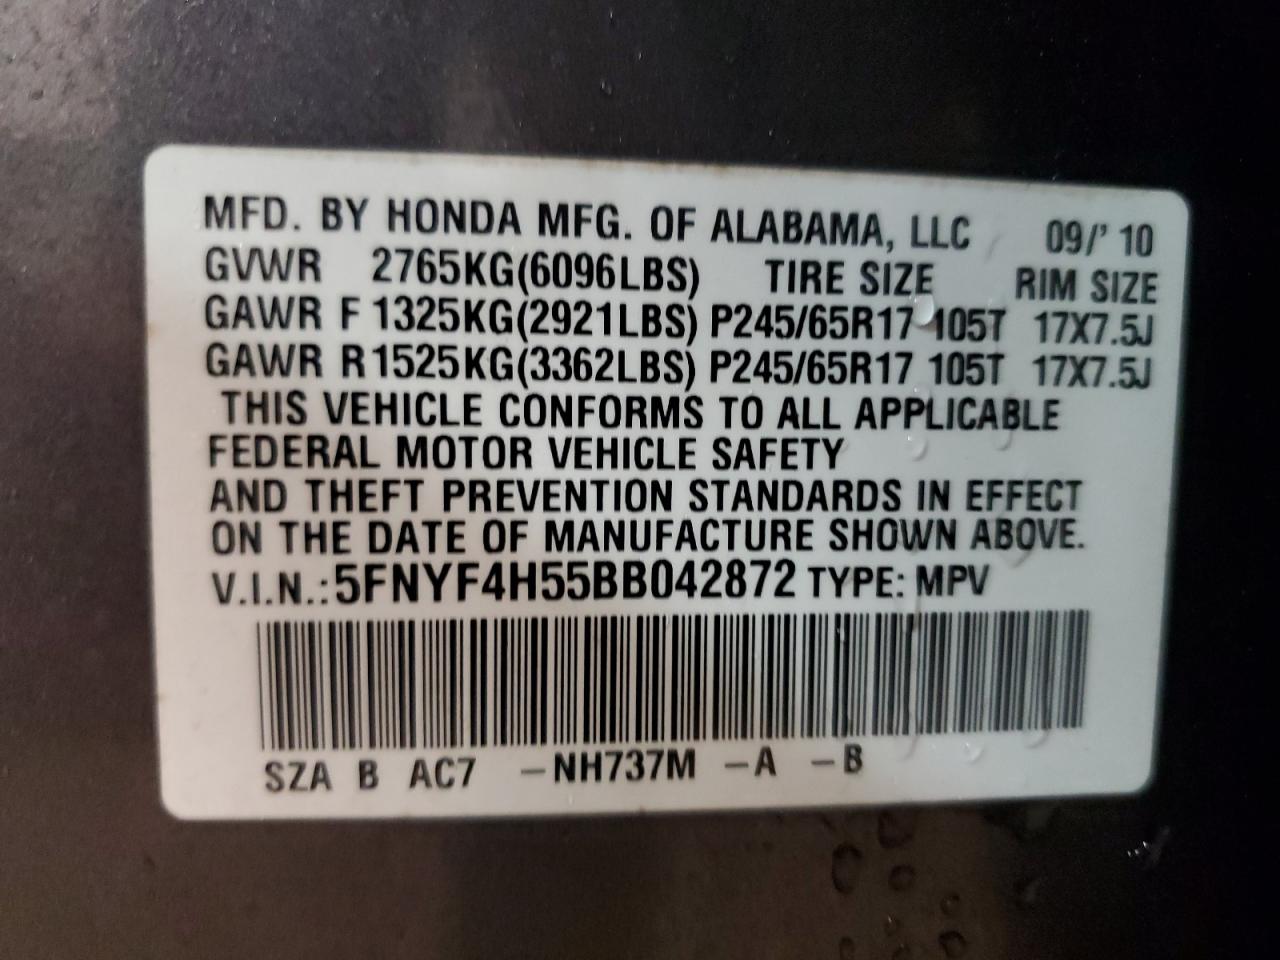 MFD. BY HONDA MFG. OF ALABAMA, LLC 09/' 10
GVWR 2765KG(6096LBS) TIRE SIZE RIM SIZE
GAWR F 1325KG(2921LBS) P245/65R17 105T 17X7.5J
GAWR R 1525KG(3362LBS) P245/65R17 105T 17X7.5J
THIS VEHICLE CONFORMS TO ALL APPLICABLE
FEDERAL MOTOR VEHICLE SAFETY
AND THEFT PREVENTION STANDARDS IN EFFECT
ON THE DATE OF MANUFACTURE SHOWN ABOVE.
V.I.N.: 5FNYF4H55BB042872 TYPE: MPV
SZA B AC7 –NH737M –A –B